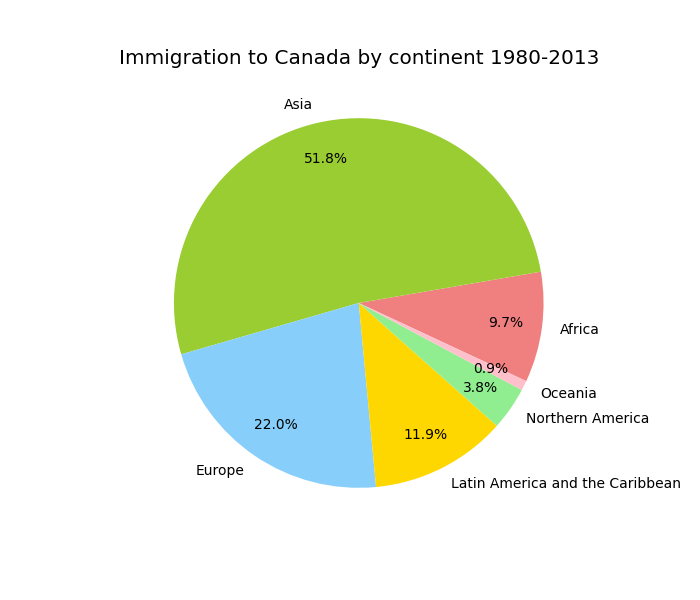 Immigration to Canada by continent 1980-2013
Asia
51.8%
9.7%
Africa
0.9%
3.8%
Oceania
Northern America
22.0%
11.9%
Europe
Latin America and the Caribbean